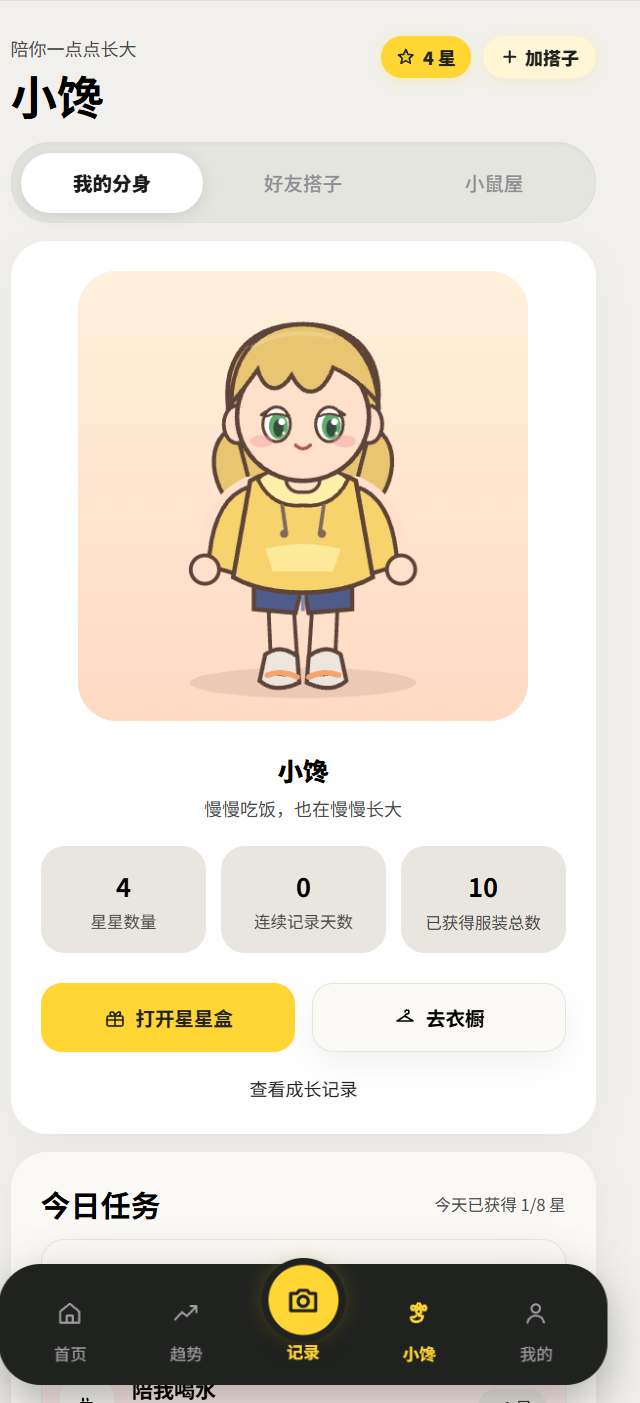 陪你一点点长大
小馋
4 星
加搭子
我的分身
好友搭子
小鼠屋
小馋
慢慢吃饭，也在慢慢长大
4
星星数量
0
连续记录天数
10
已获得服装总数
打开星星盒
去衣橱
查看成长记录
今日任务
今天已获得 1/8 星
陪我喝水
首页
趋势
记录
小馋
我的